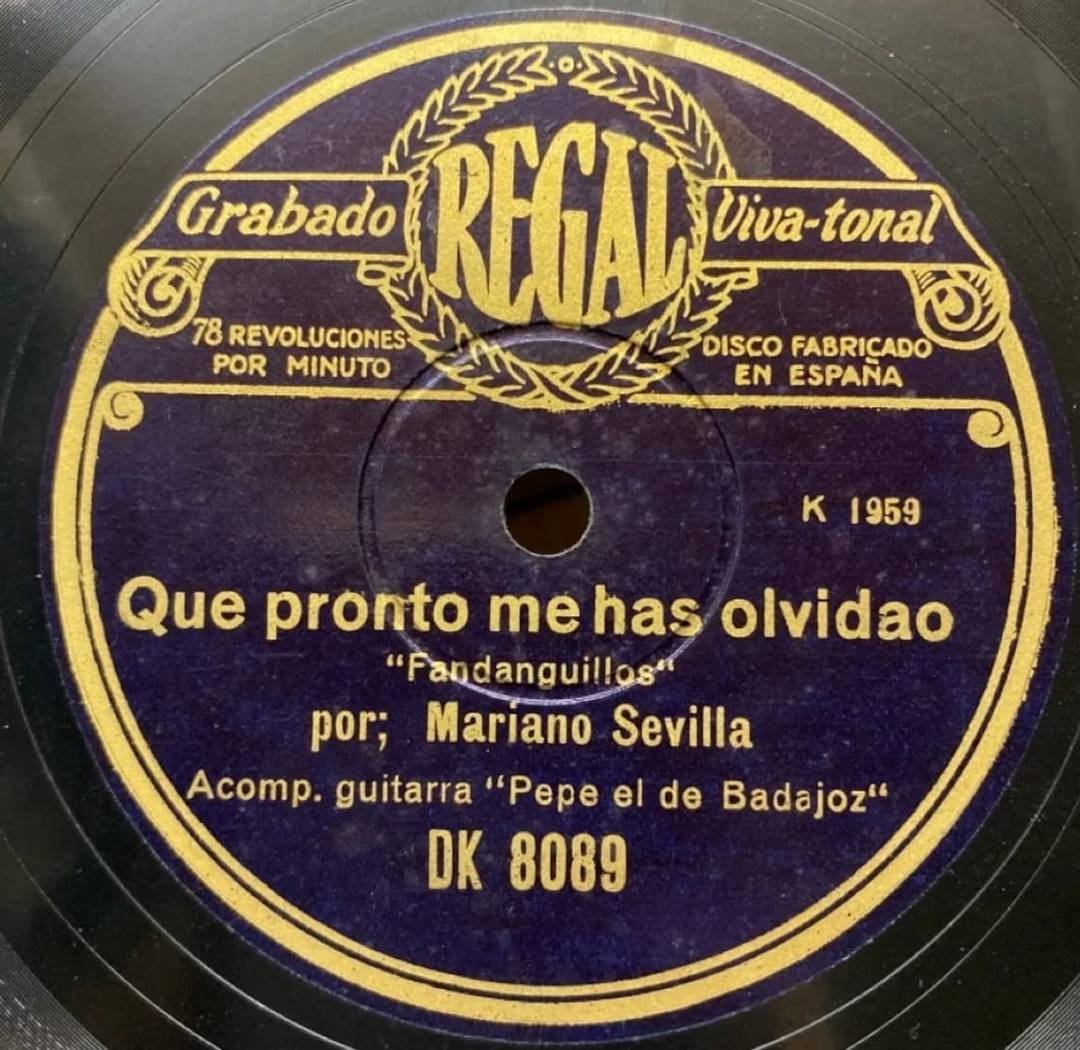 REGAL
Grabado Viva-tonal
78 REVOLUCIONES POR MINUTO
DISCO FABRICADO EN ESPAÑA
K 1959
Que pronto me has olvidao
“Fandanguillos“
por; Mariano Sevilla
Acomp. guitarra “Pepe el de Badajoz“
DK 8089